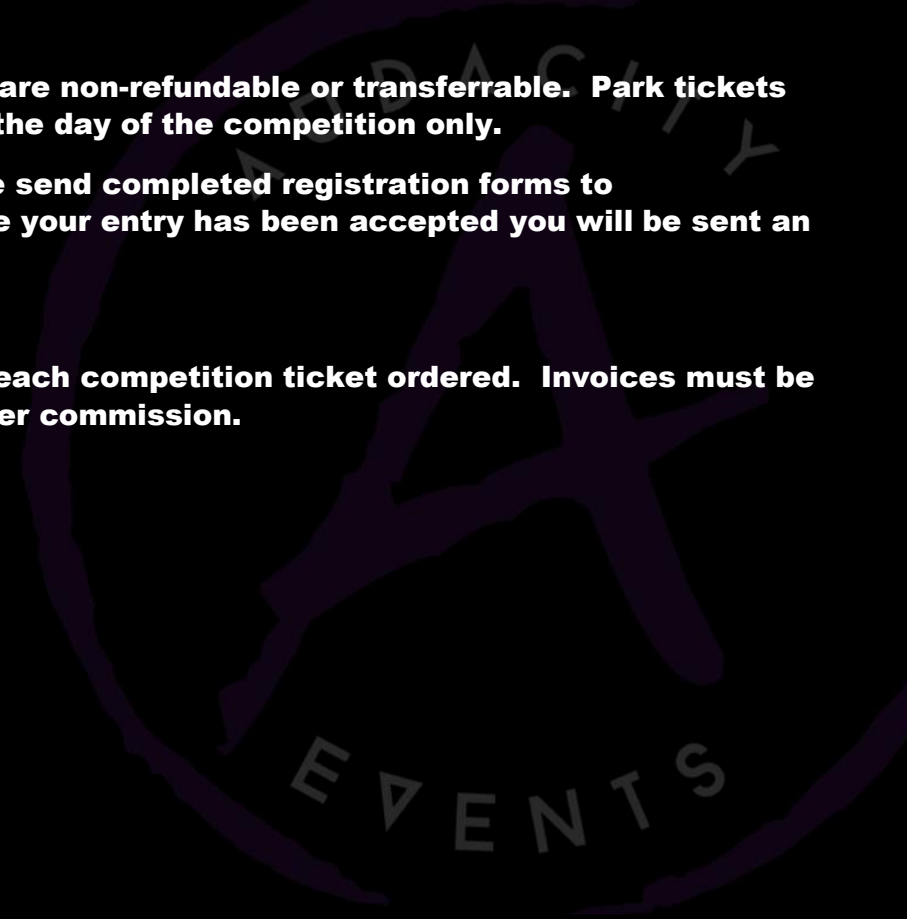 AUDACITY
are non-refundable or transferrable.  Park tickets
the day of the competition only.
send completed registration forms to
your entry has been accepted you will be sent an
each competition ticket ordered.  Invoices must be
er commission.
EVENTS